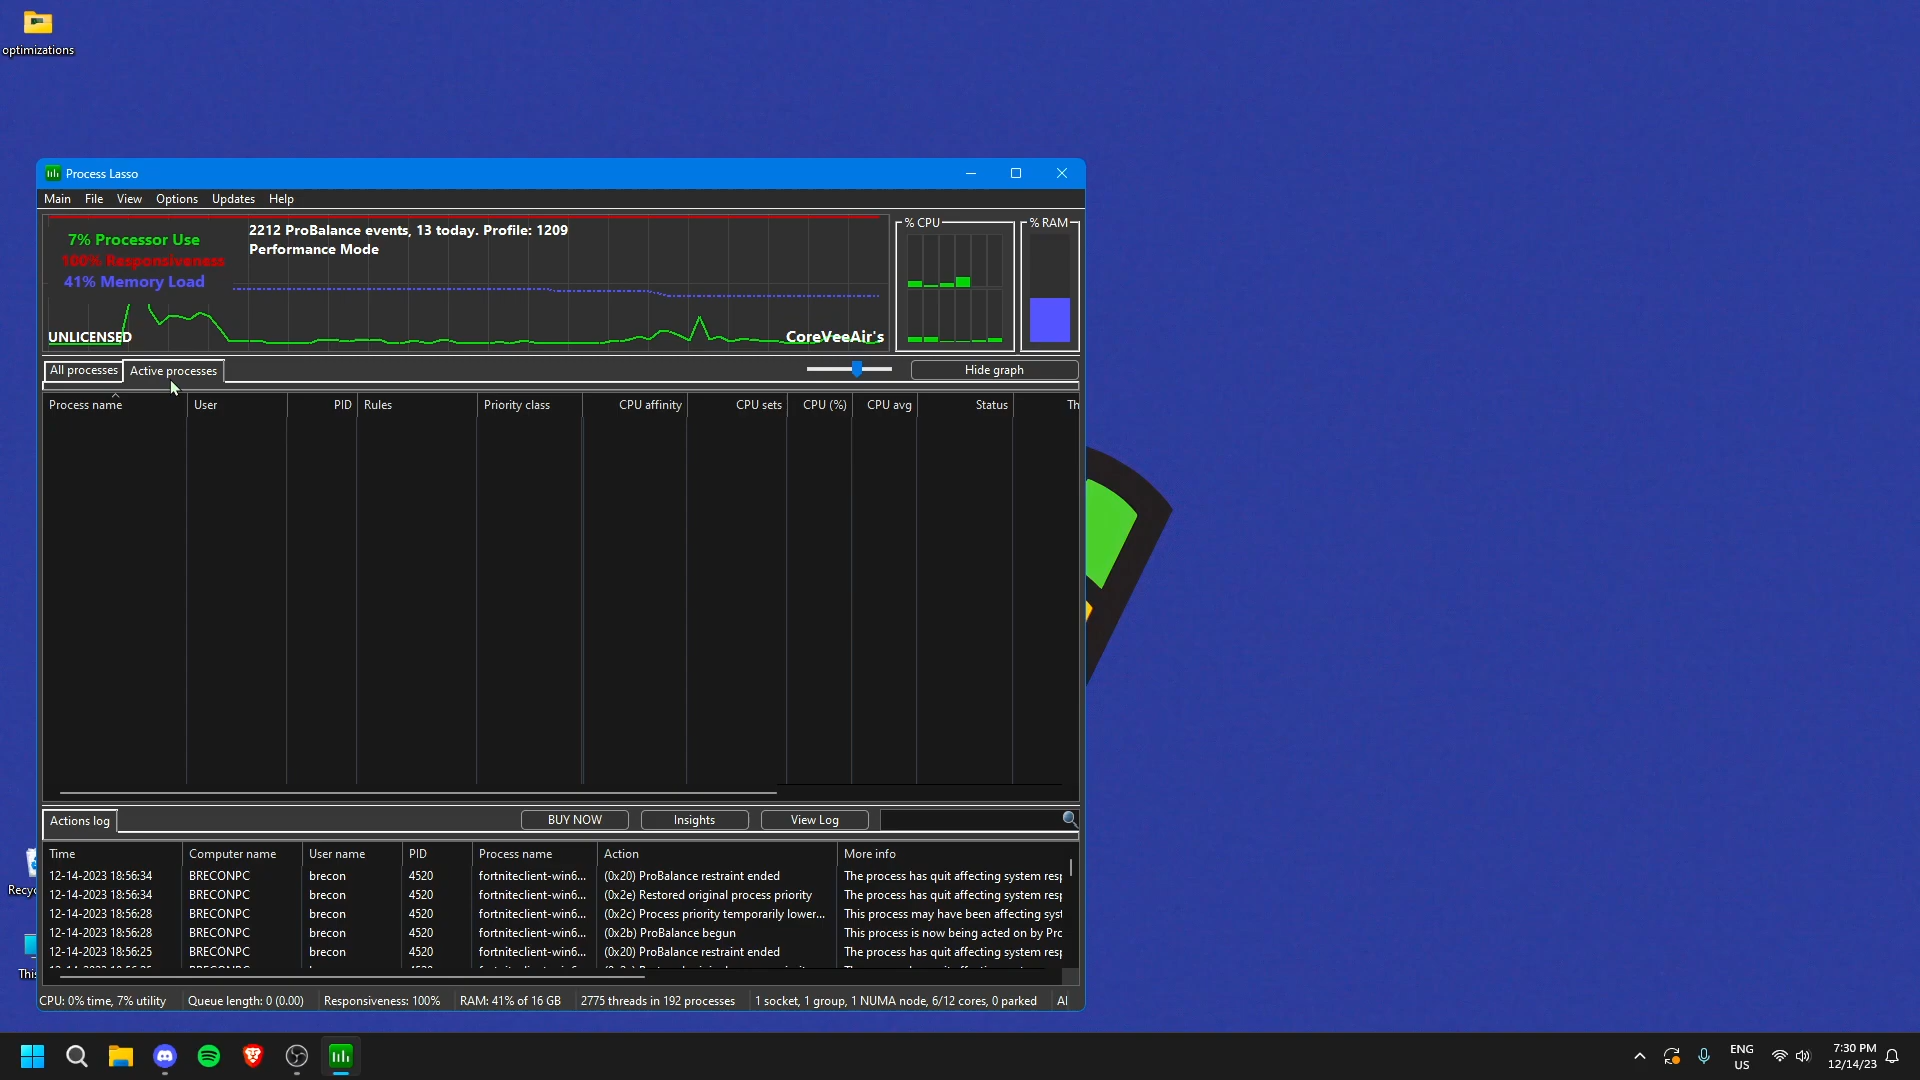 optimizations
Process Lasso
Main File View Options Updates Help
7% Processor Use
100% Responsiveness
41% Memory Load
2212 ProBalance events, 13 today. Profile: 1209
Performance Mode
UNLICENSED
CoreVeeAir's
% CPU
% RAM
All processes Active processes
Hide graph
Process name User PID Rules Priority class CPU affinity CPU sets CPU (%) CPU avg Status Th
Actions log BUY NOW Insights View Log
Time Computer name User name PID Process name Action More info
12-14-2023 18:56:34 BRECONPC brecon 4520 fortniteclient-win6... (0x20) ProBalance restraint ended The process has quit affecting system resp
12-14-2023 18:56:34 BRECONPC brecon 4520 fortniteclient-win6... (0x2e) Restored original process priority The process has quit affecting system resp
12-14-2023 18:56:28 BRECONPC brecon 4520 fortniteclient-win6... (0x2c) Process priority temporarily lower... This process may have been affecting syst
12-14-2023 18:56:28 BRECONPC brecon 4520 fortniteclient-win6... (0x2b) ProBalance begun This process is now being acted on by Pro
12-14-2023 18:56:25 BRECONPC brecon 4520 fortniteclient-win6... (0x20) ProBalance restraint ended The process has quit affecting system resp
Recyc
This
CPU: 0% time, 7% utility Queue length: 0 (0.00) Responsiveness: 100% RAM: 41% of 16 GB 2775 threads in 192 processes 1 socket, 1 group, 1 NUMA node, 6/12 cores, 0 parked Al
ENG
US
7:30 PM
12/14/23